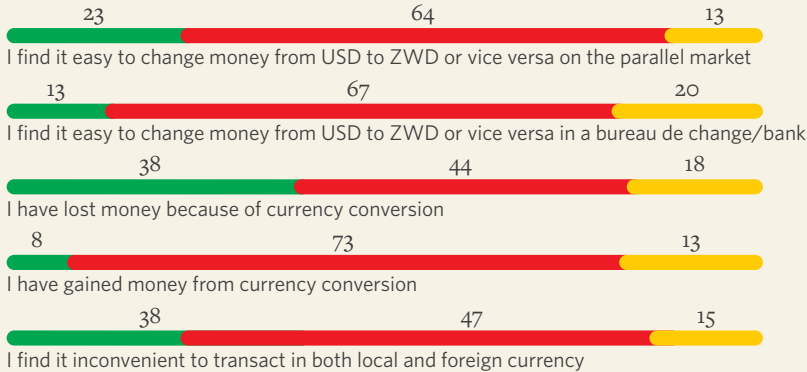 23 64 13
I find it easy to change money from USD to ZWD or vice versa on the parallel market
13 67 20
I find it easy to change money from USD to ZWD or vice versa in a bureau de change/bank
38 44 18
I have lost money because of currency conversion
8 73 13
I have gained money from currency conversion
38 47 15
I find it inconvenient to transact in both local and foreign currency